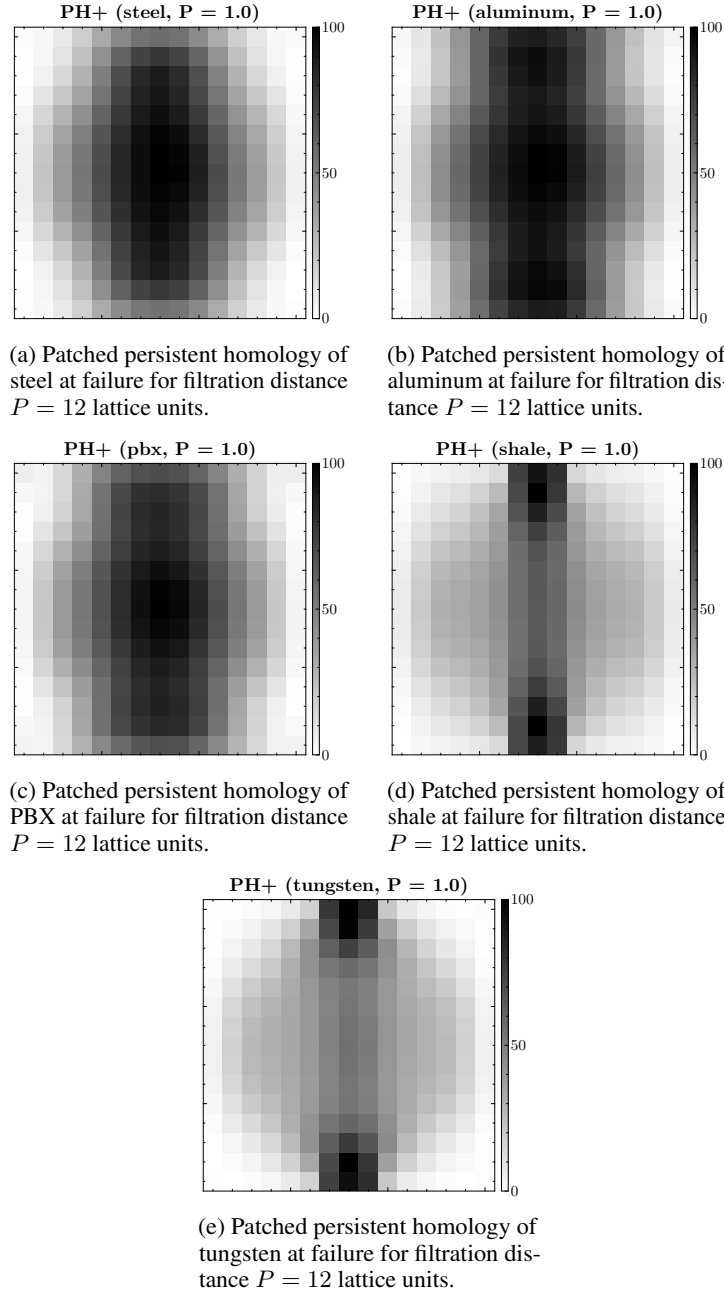 PH+ (steel, P = 1.0)
100
50
0
(a) Patched persistent homology of
steel at failure for filtration distance
P = 12 lattice units.
PH+ (aluminum, P = 1.0)
100
50
0
(b) Patched persistent homology of
aluminum at failure for filtration dis-
tance P = 12 lattice units.
PH+ (pbx, P = 1.0)
100
50
0
(c) Patched persistent homology of
PBX at failure for filtration distance
P = 12 lattice units.
PH+ (shale, P = 1.0)
100
50
0
(d) Patched persistent homology of
shale at failure for filtration distance
P = 12 lattice units.
PH+ (tungsten, P = 1.0)
100
50
0
(e) Patched persistent homology of
tungsten at failure for filtration dis-
tance P = 12 lattice units.